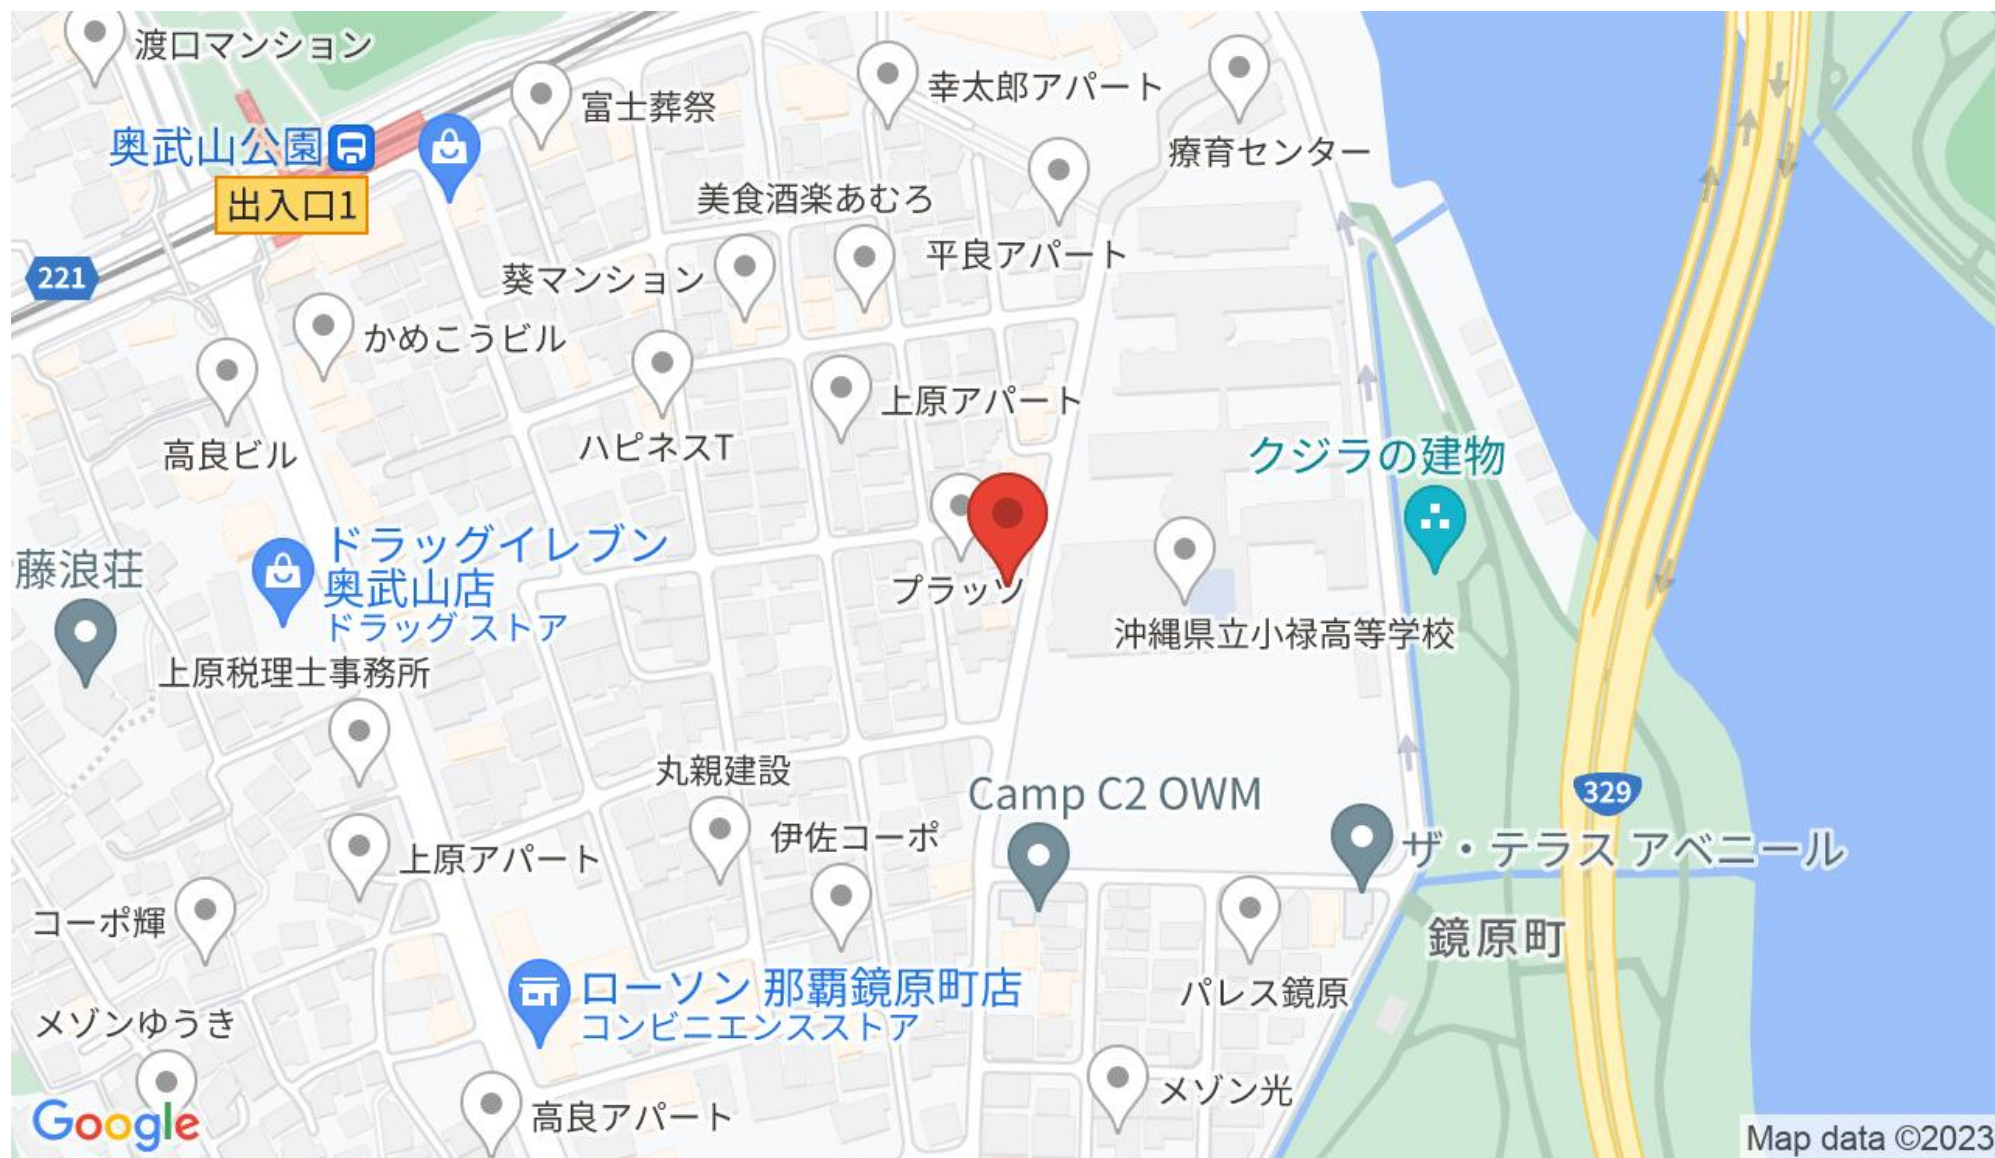 渡口マンション
富士葬祭
幸太郎アパート
療育センター
奥武山公園
出入口1
美食酒楽あむろ
平良アパート
221
葵マンション
かめこうビル
高良ビル
ハピネスT
上原アパート
クジラの建物
ドラッグイレブン
奥武山店
ドラッグ ストア
藤浪荘
プラッツ
沖縄県立小禄高等学校
上原税理士事務所
丸親建設
Camp C2 OWM
329
伊佐コーポ
ザ・テラス アベニール
上原アパート
コーポ輝
鏡原町
ローソン 那覇鏡原町店
コンビニエンスストア
パレス鏡原
メゾンゆうき
メゾン光
高良アパート
Google
Map data ©2023